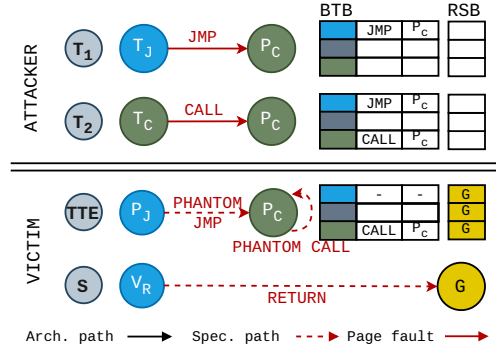 BTB RSB
ATTACKER
T1 TJ JMP PC JMP Pc
T2 TC CALL PC JMP Pc
CALL Pc
VICTIM
TTE PJ PHANTOM JMP PC - - G
G
PHANTOM CALL CALL Pc G
S VR RETURN G
Arch. path Spec. path Page fault